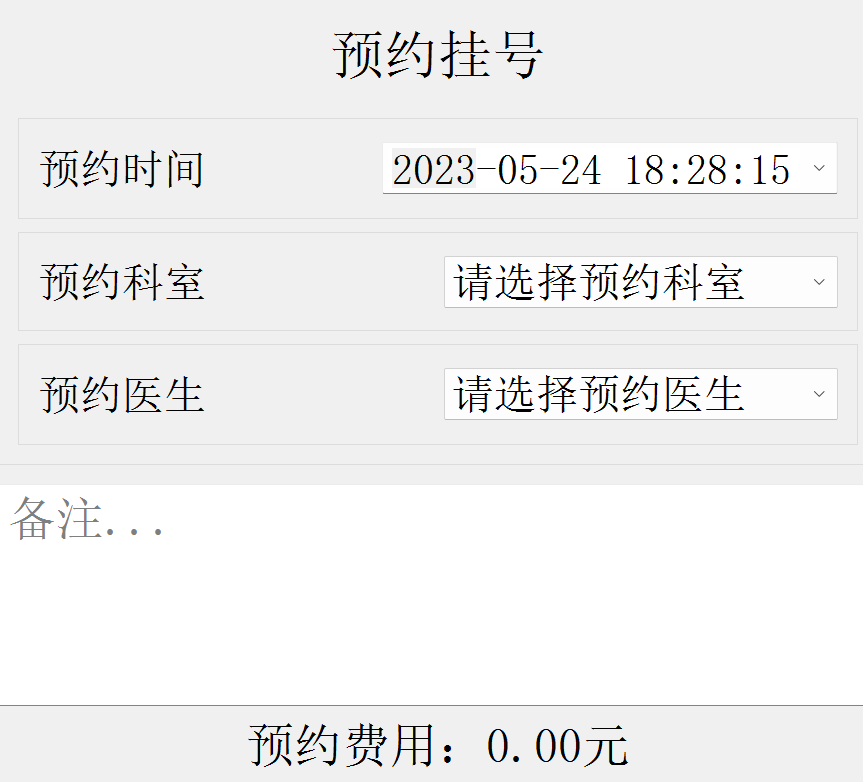 预约挂号
预约时间 2023-05-24 18:28:15
预约科室 请选择预约科室
预约医生 请选择预约医生
备注...
预约费用：0.00元